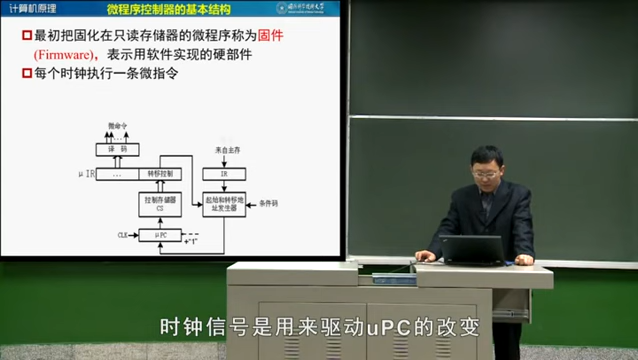 计算机原理
微程序控制器的基本结构
最初把固化在只读存储器的微程序称为固件
(Firmware)，表示用软件实现的硬部件
每个时钟执行一条微指令
微命令
...
译 码
来自主存
μIR
...
转移控制
IR
控制存储器
CS
起始和转移地
址发生器
条件码
CLK
μPC
+"1"
时钟信号是用来驱动uPC的改变